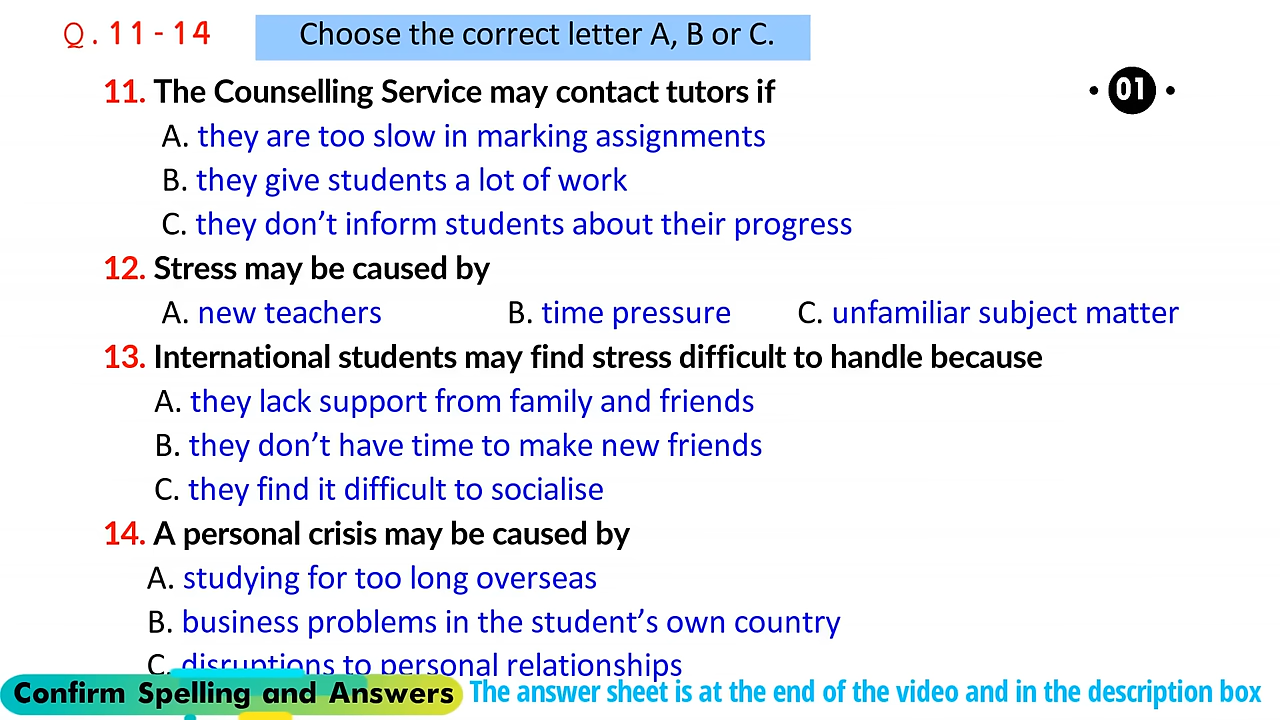 Q.11-14 Choose the correct letter A, B or C.
11. The Counselling Service may contact tutors if
01
A. they are too slow in marking assignments
B. they give students a lot of work
C. they don’t inform students about their progress
12. Stress may be caused by
A. new teachers B. time pressure C. unfamiliar subject matter
13. International students may find stress difficult to handle because
A. they lack support from family and friends
B. they don’t have time to make new friends
C. they find it difficult to socialise
14. A personal crisis may be caused by
A. studying for too long overseas
B. business problems in the student’s own country
C. disruptions to personal relationships
Confirm Spelling and Answers The answer sheet is at the end of the video and in the description box